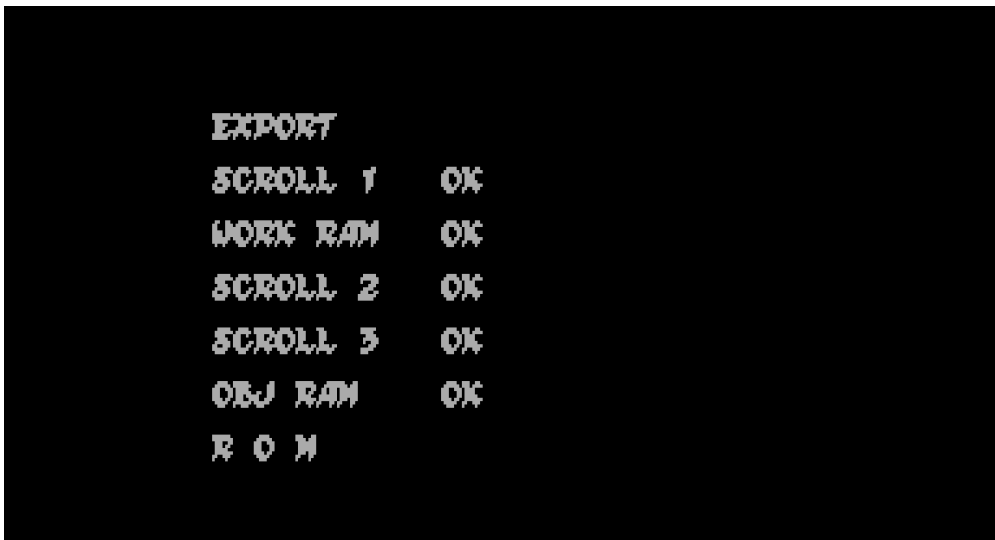 EXPORT
SCROLL 1 OK
WORK RAM OK
SCROLL 2 OK
SCROLL 3 OK
OBJ RAM OK
R O M